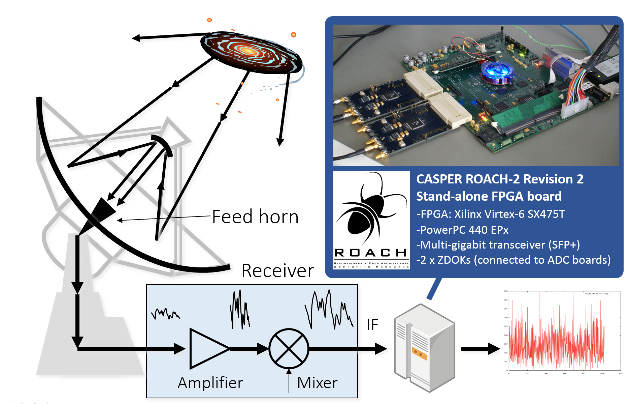 CASPER ROACH-2 Revision 2
Stand-alone FPGA board
-FPGA: Xilinx Virtex-6 SX475T
-PowerPC 440 EPx
-Multi-gigabit transceiver (SFP+)
-2 x ZDOKs (connected to ADC boards)
ROACH
Feed horn
Receiver
IF
Amplifier
Mixer